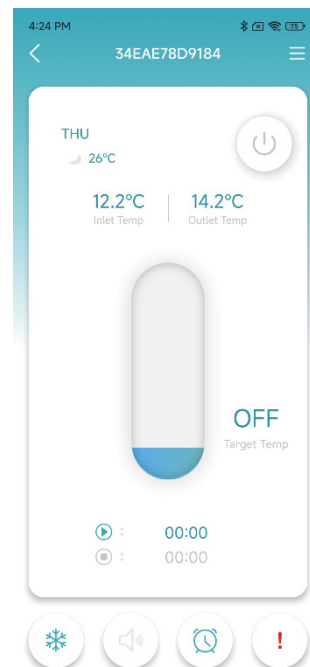 4:24 PM 75
34EAE78D9184
THU
26°C
12.2°C 14.2°C
Inlet Temp Outlet Temp
OFF
Target Temp
: 00:00
: 00:00
!